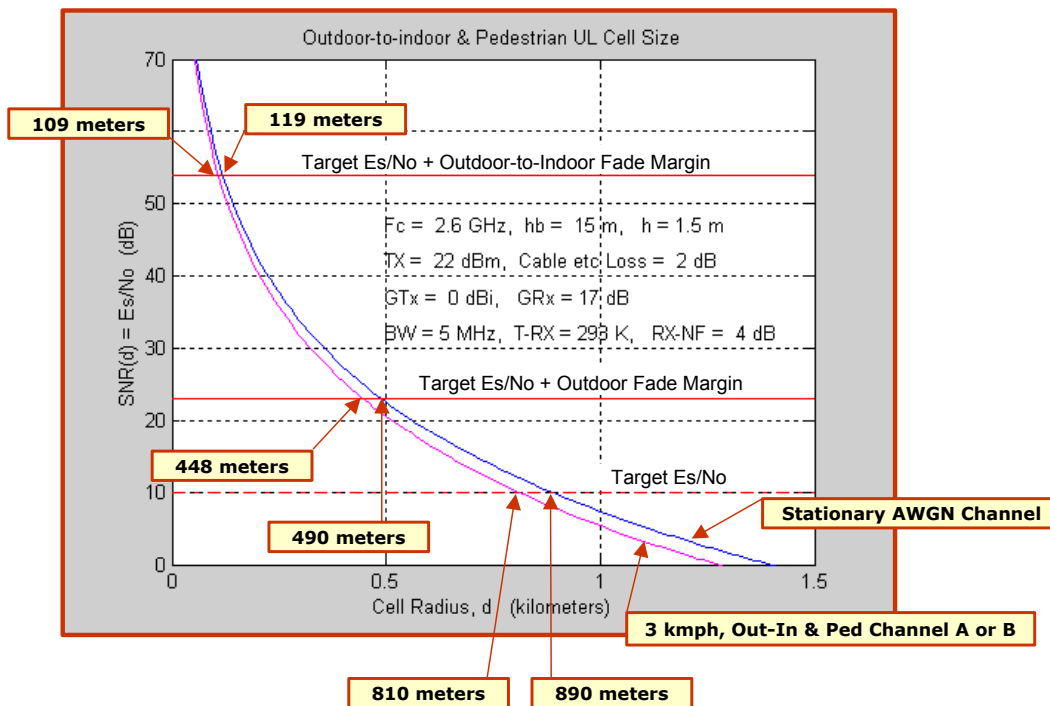 Outdoor-to-indoor & Pedestrian UL Cell Size
70
60
50
40
30
20
10
0
SNR(d) = Es/No (dB)
109 meters
119 meters
Target Es/No + Outdoor-to-Indoor Fade Margin
Fc = 2.6 GHz, hb = 15 m, h = 1.5 m
TX = 22 dBm, Cable etc Loss = 2 dB
GTx = 0 dBi, GRx = 17 dB
BW = 5 MHz, T-RX = 293 K, RX-NF = 4 dB
Target Es/No + Outdoor Fade Margin
448 meters
Target Es/No
490 meters
Stationary AWGN Channel
0
0.5
1
1.5
Cell Radius, d (kilometers)
3 kmph, Out-In & Ped Channel A or B
810 meters
890 meters